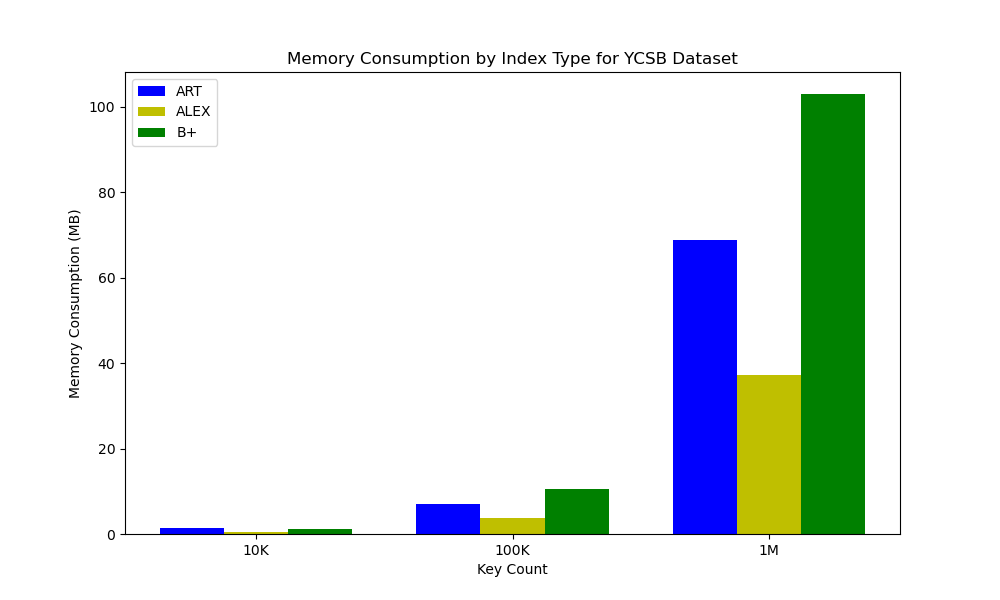 Memory Consumption by Index Type for YCSB Dataset
ART
ALEX
B+
Memory Consumption (MB)
100
80
60
40
20
0
10K
100K
1M
Key Count